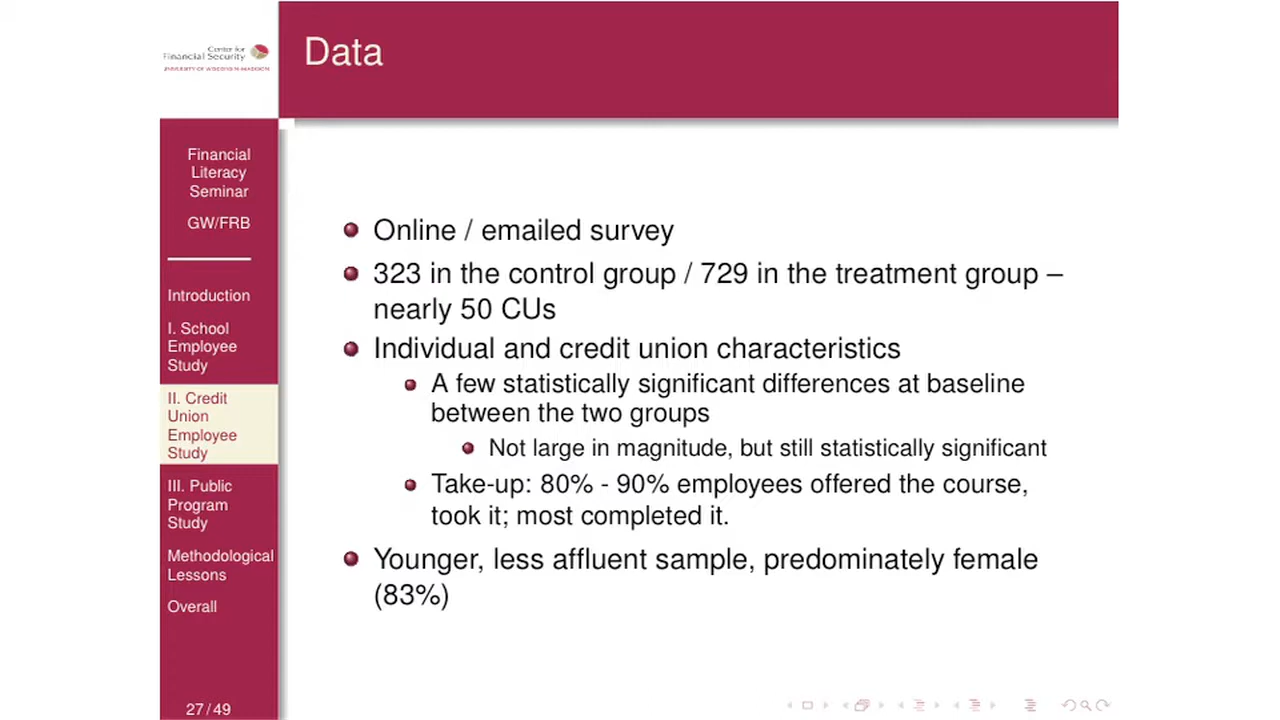 Center for
Financial Security
UNIVERSITY OF WISCONSIN-MADISON
Data
Financial
Literacy
Seminar
GW/FRB
Introduction
I. School
Employee
Study
II. Credit
Union
Employee
Study
III. Public
Program
Study
Methodological
Lessons
Overall
27 / 49
Online / emailed survey
323 in the control group / 729 in the treatment group –
nearly 50 CUs
Individual and credit union characteristics
A few statistically significant differences at baseline
between the two groups
Not large in magnitude, but still statistically significant
Take-up: 80% - 90% employees offered the course,
took it; most completed it.
Younger, less affluent sample, predominately female
(83%)